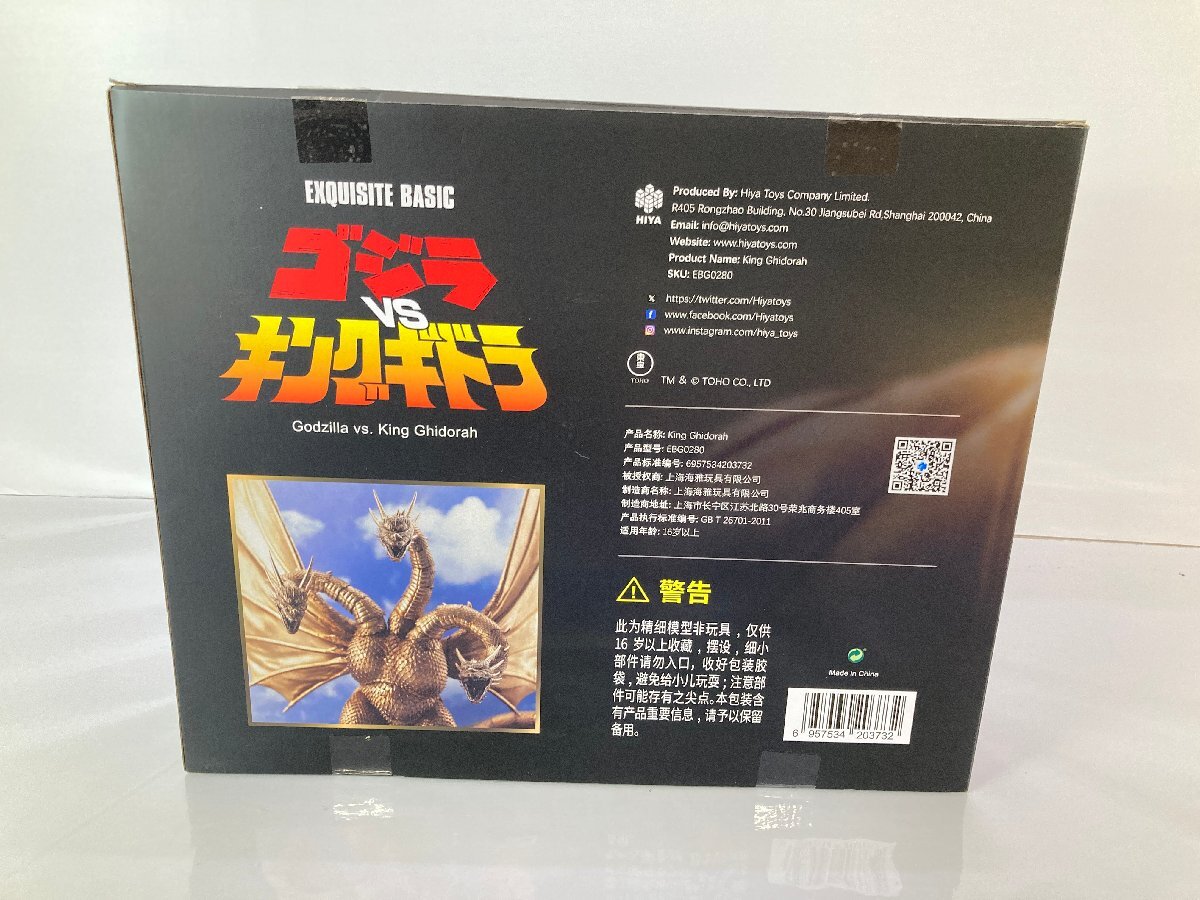 EXQUISITE BASIC
ゴジラ
VS
キングギドラ
Godzilla vs. King Ghidorah
HIYA
Produced By: Hiya Toys Company Limited.
R405 Rongzhao Building, No.30 Jiangsubei Rd,Shanghai 200042, China
Email: info@hiyatoys.com
Website: www.hiyatoys.com
Product Name: King Ghidorah
SKU: EBG0280
https://twitter.com/Hiyatoys
www.facebook.com/Hiyatoys
www.instagram.com/hiya_toys
東宝
TOHO
TM & © TOHO CO., LTD
产品名称: King Ghidorah
产品型号: EBG0280
产品标准编号: 6957534203732
被授权商: 上海海雅玩具有限公司
制造商名称: 上海海雅玩具有限公司
制造商地址: 上海市长宁区江苏北路30号荣兆商务楼405室
产品执行标准编号: GB T 26701-2011
适用年龄: 16岁以上
警告
此为精细模型非玩具，仅供
16 岁以上收藏，摆设，细小
部件请勿入口，收好包装胶
袋，避免给小儿玩耍；注意部
件可能存有之尖点。本包装含
有产品重要信息，请予以保留
备用。
Made in China
6 957534 203732